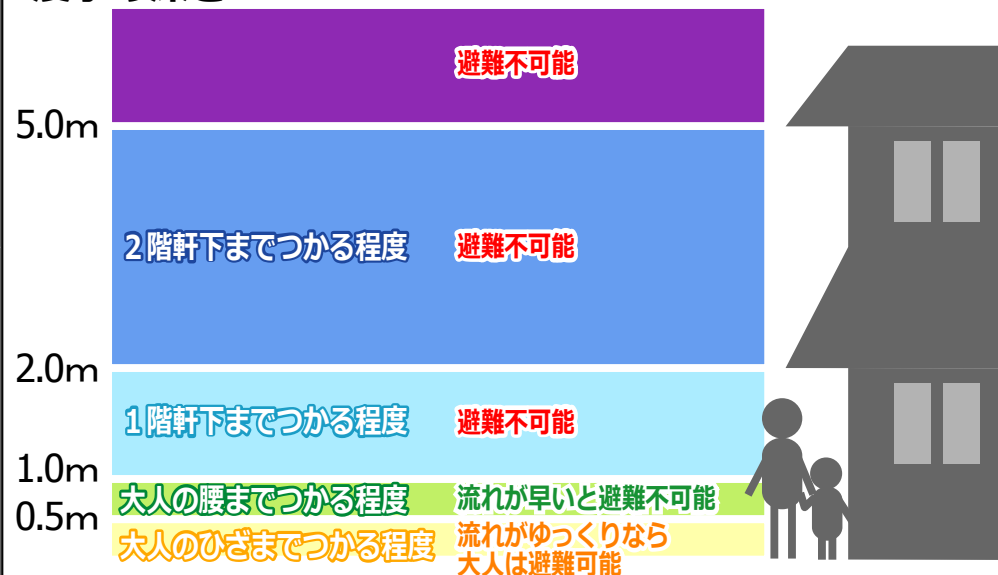 避難不可能
5.0m
2階軒下までつかる程度 避難不可能
2.0m
1階軒下までつかる程度 避難不可能
1.0m
大人の腰までつかる程度 流れが早いと避難不可能
0.5m
大人のひざまでつかる程度 流れがゆっくりなら
大人は避難可能